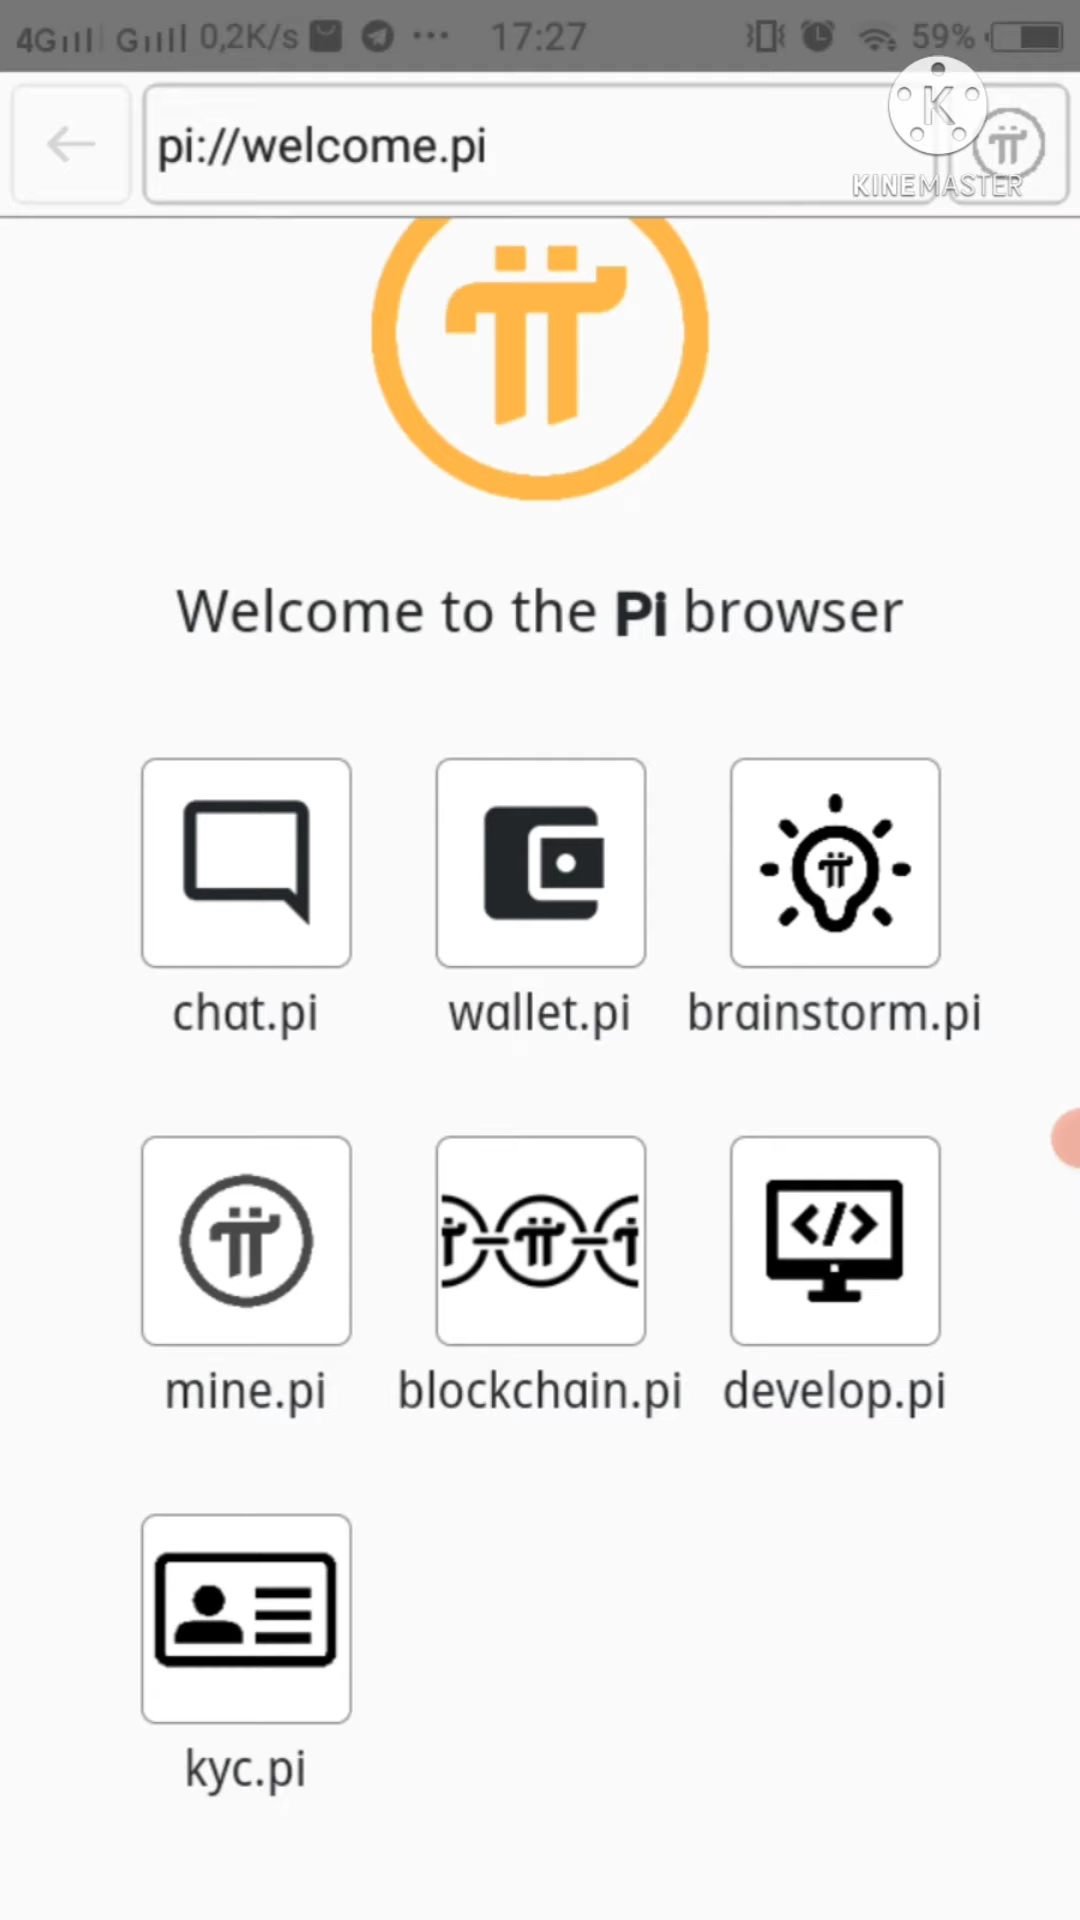 4G G 0,2K/s ... 17:27 59%
pi://welcome.pi
K
KINEMASTER
Welcome to the Pi browser
chat.pi wallet.pi brainstorm.pi
mine.pi blockchain.pi develop.pi
kyc.pi